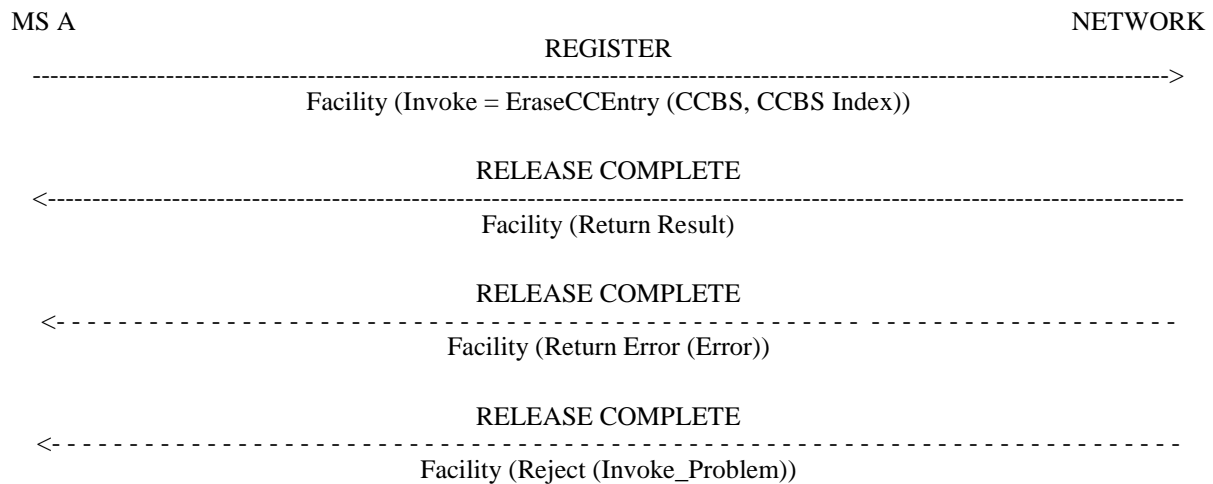 MS A NETWORK
REGISTER
Facility (Invoke = EraseCCEntry (CCBS, CCBS Index))
RELEASE COMPLETE
Facility (Return Result)
RELEASE COMPLETE
Facility (Return Error (Error))
RELEASE COMPLETE
Facility (Reject (Invoke_Problem))